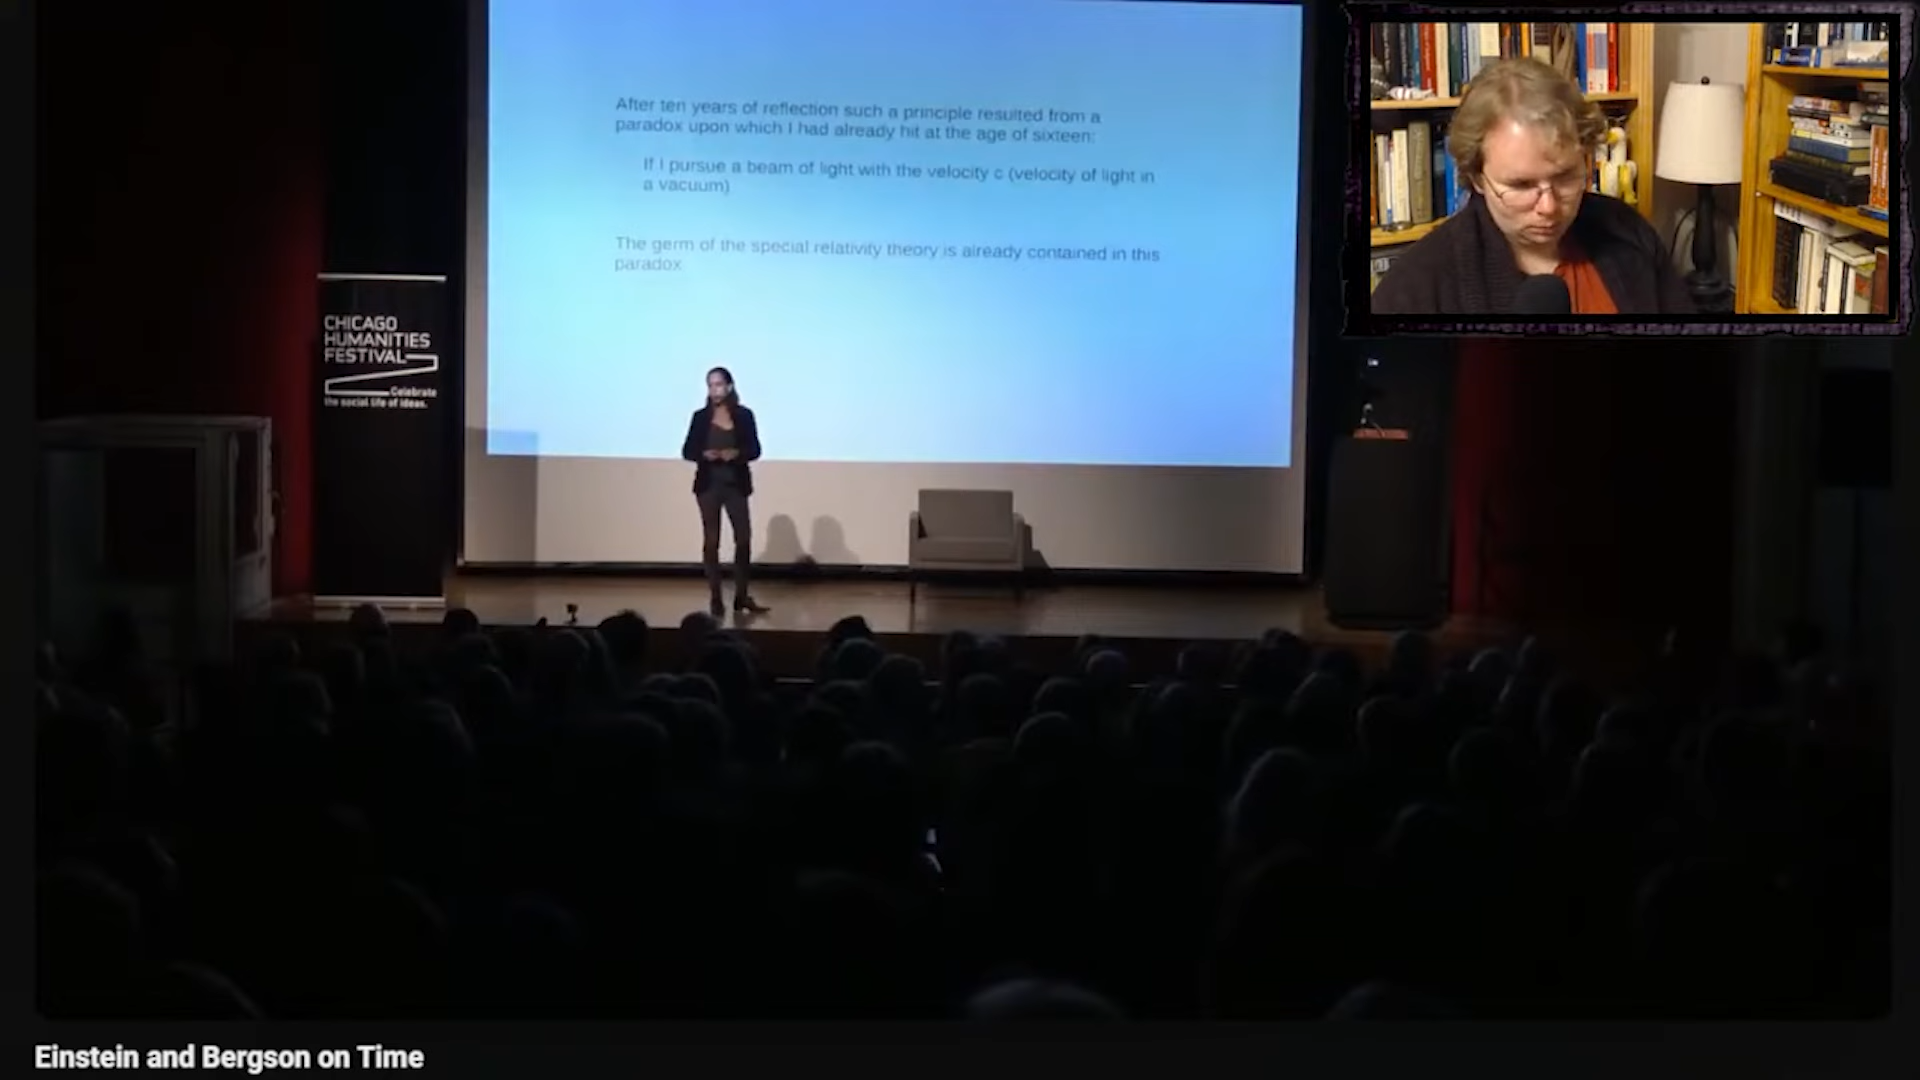 After ten years of reflection such a principle resulted from a
paradox upon which I had already hit at the age of sixteen:
If I pursue a beam of light with the velocity c (velocity of light in
a vacuum)
The germ of the special relativity theory is already contained in this
paradox
CHICAGO
HUMANITIES
FESTIVAL
Celebrate
the social life of ideas.
Einstein and Bergson on Time